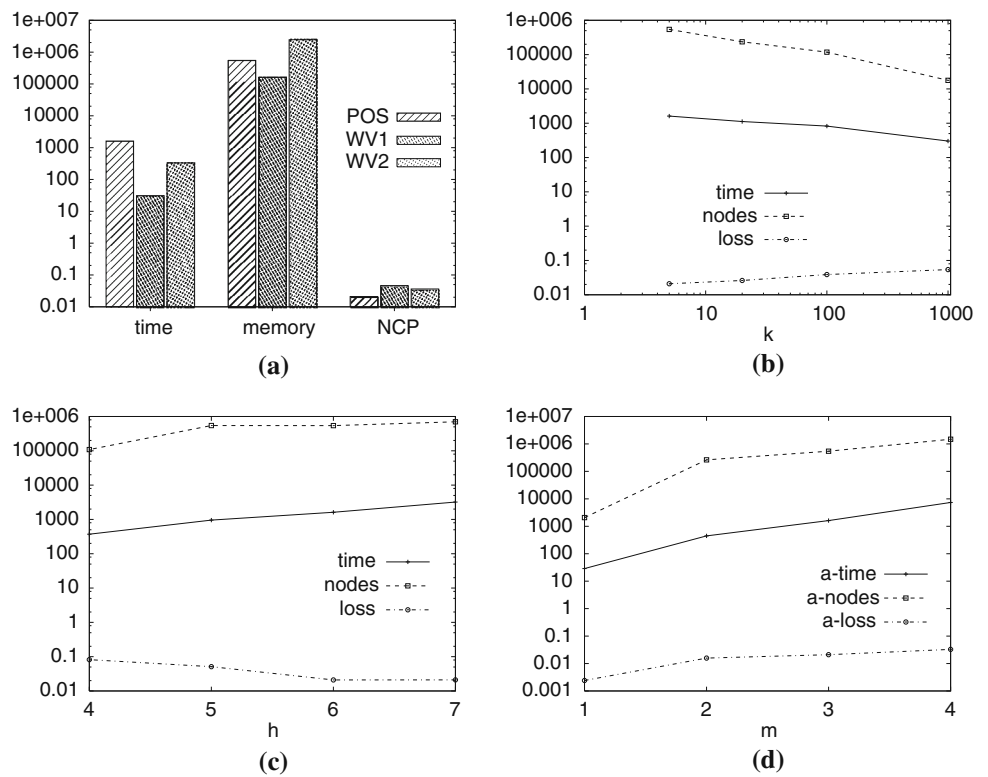 1e+007
1e+006
100000
10000
1000
100
10
1
0.1
0.01
POS
WV1
WV2
time memory NCP
(a)
1e+006
100000
10000
1000
100
10
1
0.1
0.01
time
nodes
loss
1 10 100 1000
k
(b)
1e+006
100000
10000
1000
100
10
1
0.1
0.01
time
nodes
loss
4 5 6 7
h
(c)
1e+007
1e+006
100000
10000
1000
100
10
1
0.1
0.01
0.001
a-time
a-nodes
a-loss
1 2 3 4
m
(d)